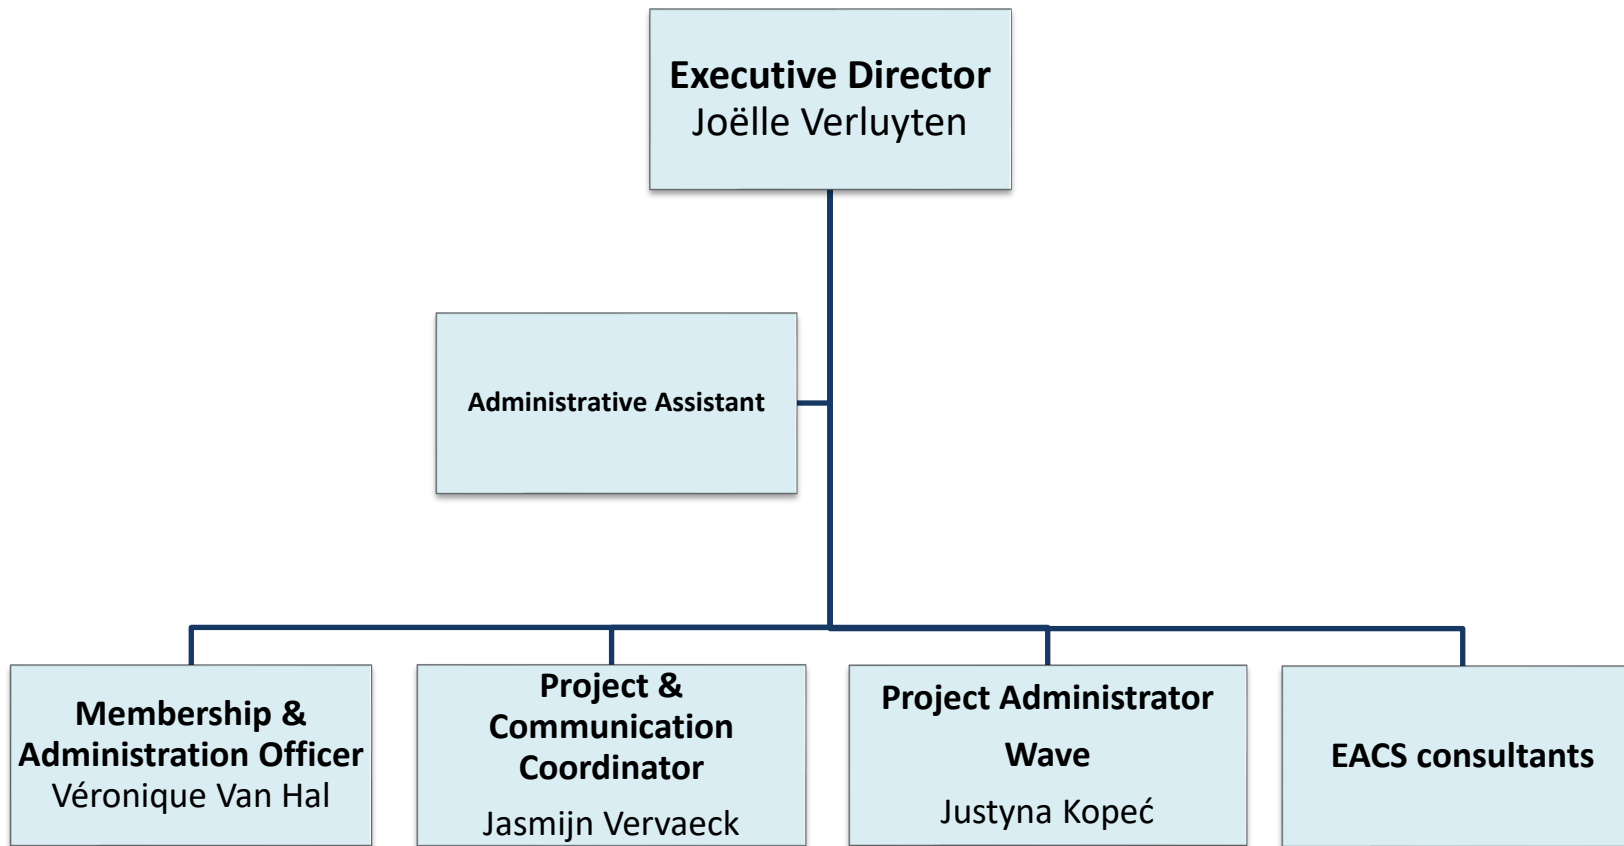 Executive Director
Joëlle Verluyten
Administrative Assistant
Membership &
Administration Officer
Véronique Van Hal
Project &
Communication
Coordinator
Jasmijn Vervaeck
Project Administrator
Wave
Justyna Kopeć
EACS consultants